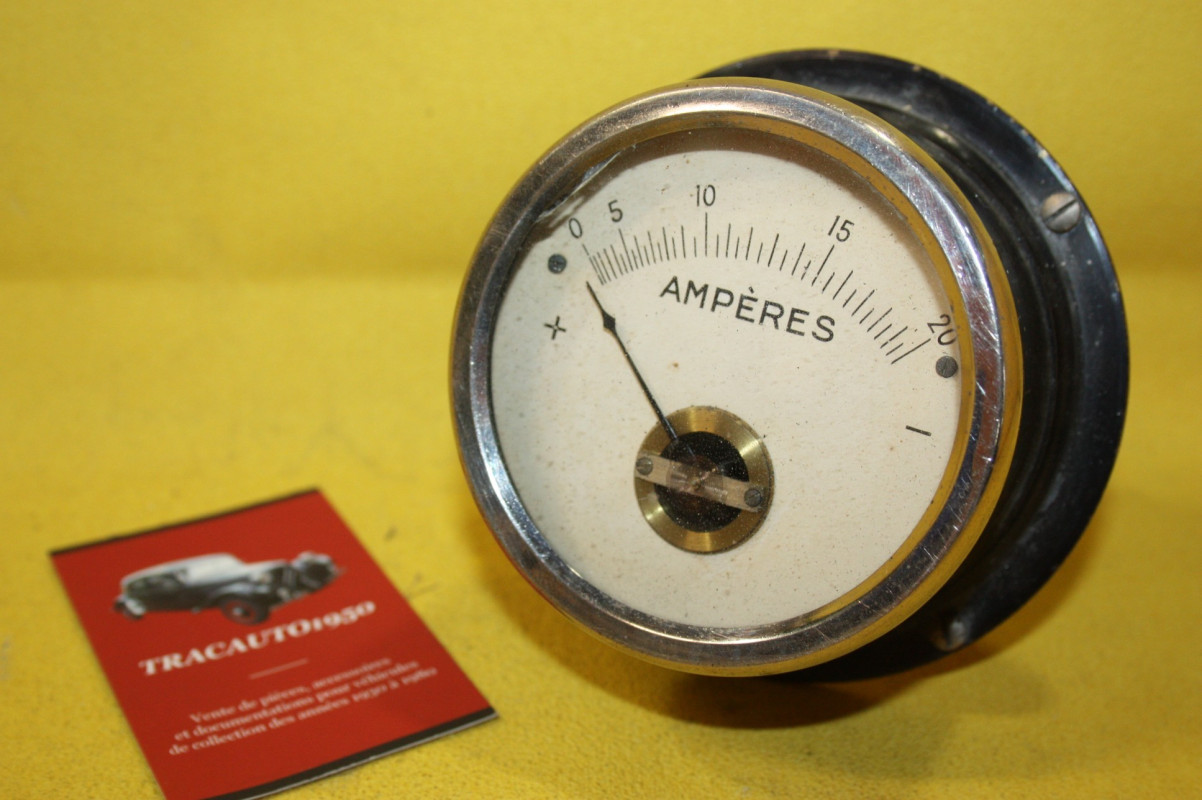 0 5 10 15 20
AMPÈRES
+ −
TRACAUTO1950
Vente de pièces, accessoires
et documentations pour véhicules
de collection des années 1930 à 1980